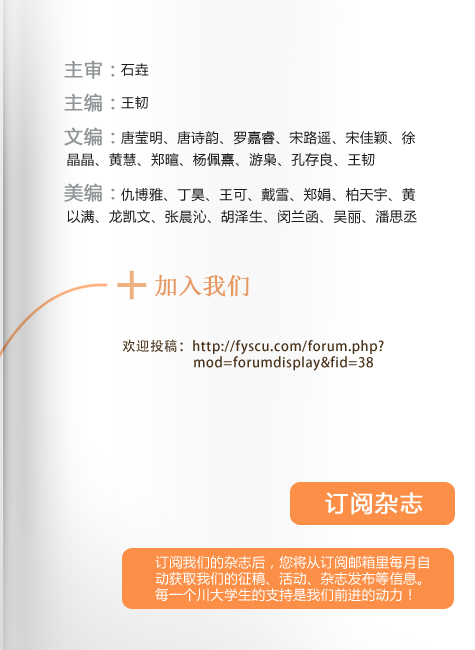 主审：石垚
主编：王韧
文编：唐莹明、唐诗韵、罗嘉睿、宋路遥、宋佳颖、徐
晶晶、黄慧、郑暄、杨佩熹、游枭、孔存良、王韧
美编：仇博雅、丁昊、王可、戴雪、郑娟、柏天宇、黄
以满、龙凯文、张晨沁、胡泽生、闵兰函、吴丽、潘思丞
加入我们
欢迎投稿：http://fyscu.com/forum.php?
mod=forumdisplay&fid=38
订阅杂志
订阅我们的杂志后，您将从订阅邮箱里每月自
动获取我们的征稿、活动、杂志发布等信息。
每一个川大学生的支持是我们前进的动力！